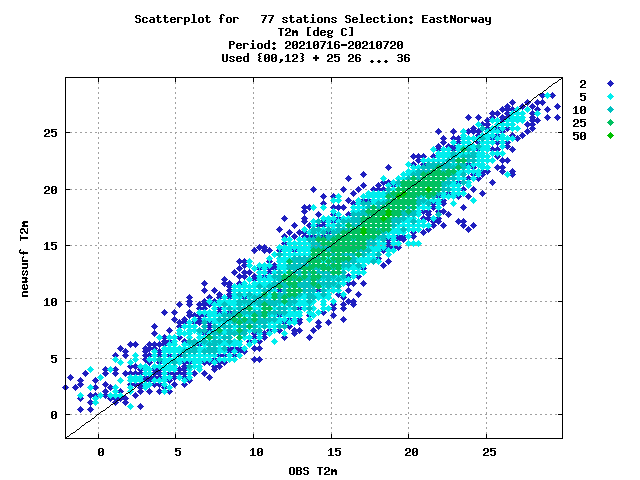 Scatterplot for 77 stations Selection: EastNorway
T2m [deg C]
Period: 20210716-20210720
Used {00,12} + 25 26 ... 36
2
5
10
25
50
25
20
15
10
5
0
newsurf T2m
0 5 10 15 20 25
OBS T2m